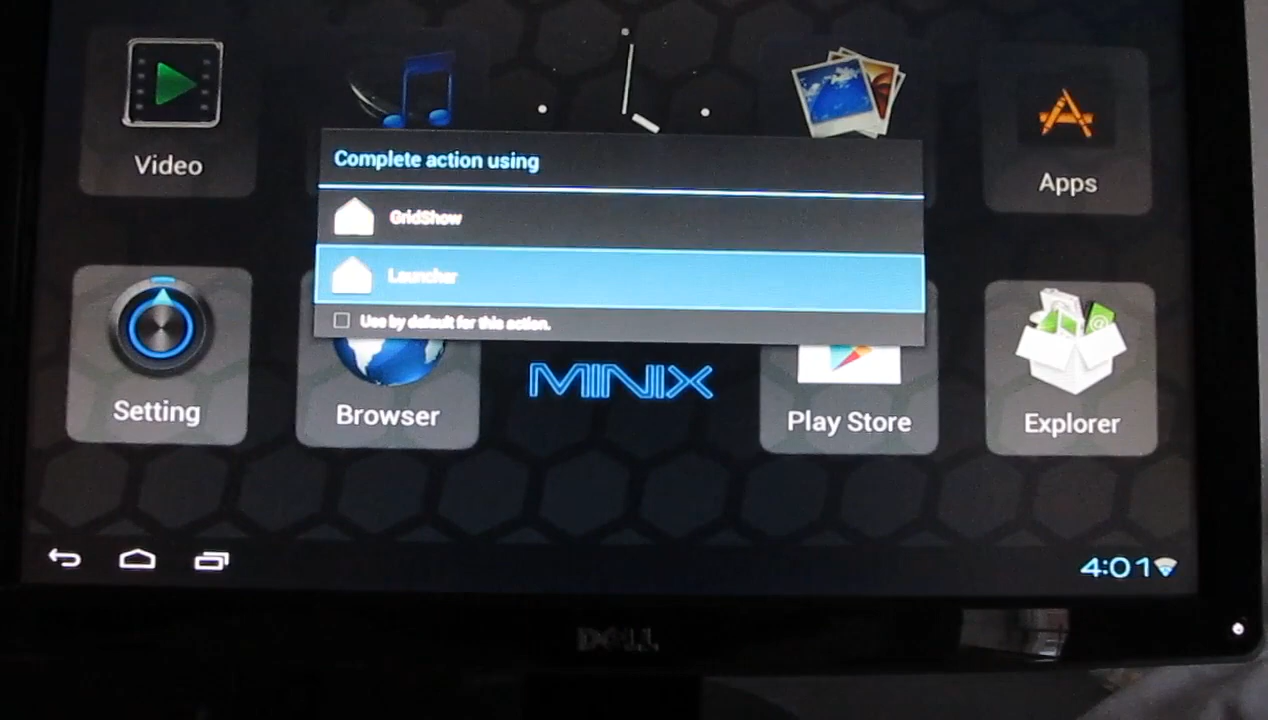 Video
Complete action using
GridShow
Launcher
Use by default for this action.
Apps
Setting
Browser
MINIX
Play Store
Explorer
4:01
DELL